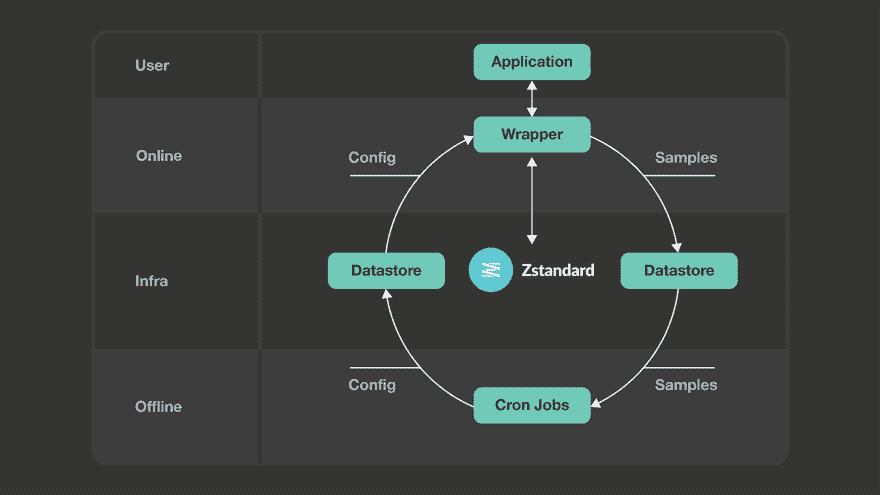 User
Application
Online
Wrapper
Config
Samples
Infra
Datastore
Zstandard
Datastore
Config
Samples
Offline
Cron Jobs